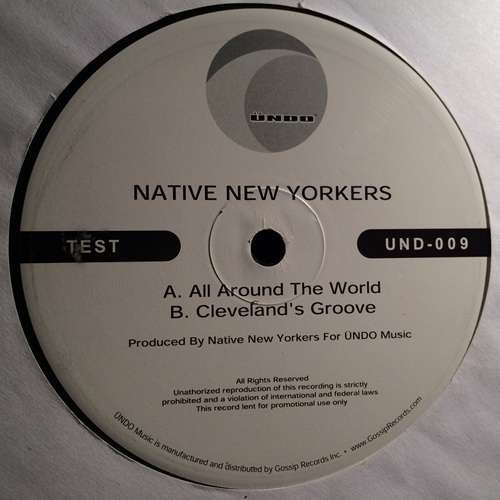 ÜNDO
NATIVE NEW YORKERS
TEST
UND-009
A. All Around The World
B. Cleveland's Groove
Produced By Native New Yorkers For ÜNDO Music
All Rights Reserved
Unathorized reproduction of this recording is strictly
prohibited and a violation of international and federal laws
This record lent for promotional use only
ÜNDO Music is manufactured and distributed by Gossip Records Inc. • www.GossipRecords.com